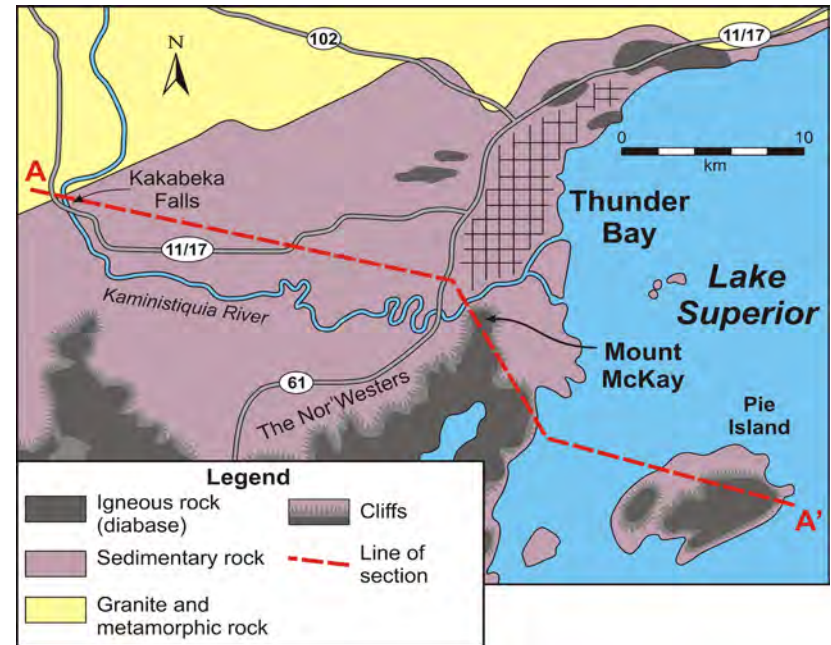 N
102
11/17
0 10
km
A
Kakabeka
Falls
Thunder
Bay
11/17
Lake
Superior
Kaministiquia River
Mount
McKay
61
The Nor'Westers
Pie
Island
A'
Legend
Igneous rock
(diabase)
Cliffs
Sedimentary rock
Line of
section
Granite and
metamorphic rock